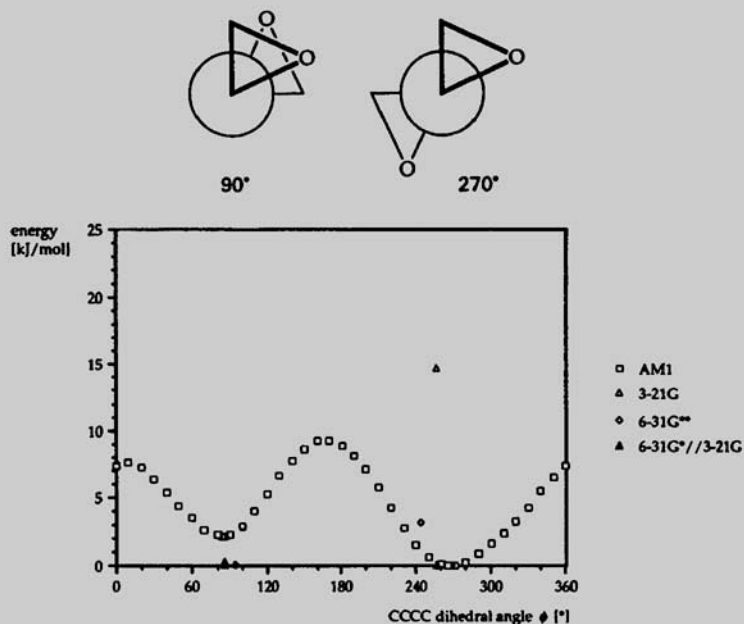 O
O
O
O
90°
270°
energy
[kJ/mol]
25
20
15
10
5
0
0 60 120 180 240 300 360
CCCC dihedral angle ϕ [°]
AM1
3-21G
6-31G**
6-31G*//3-21G